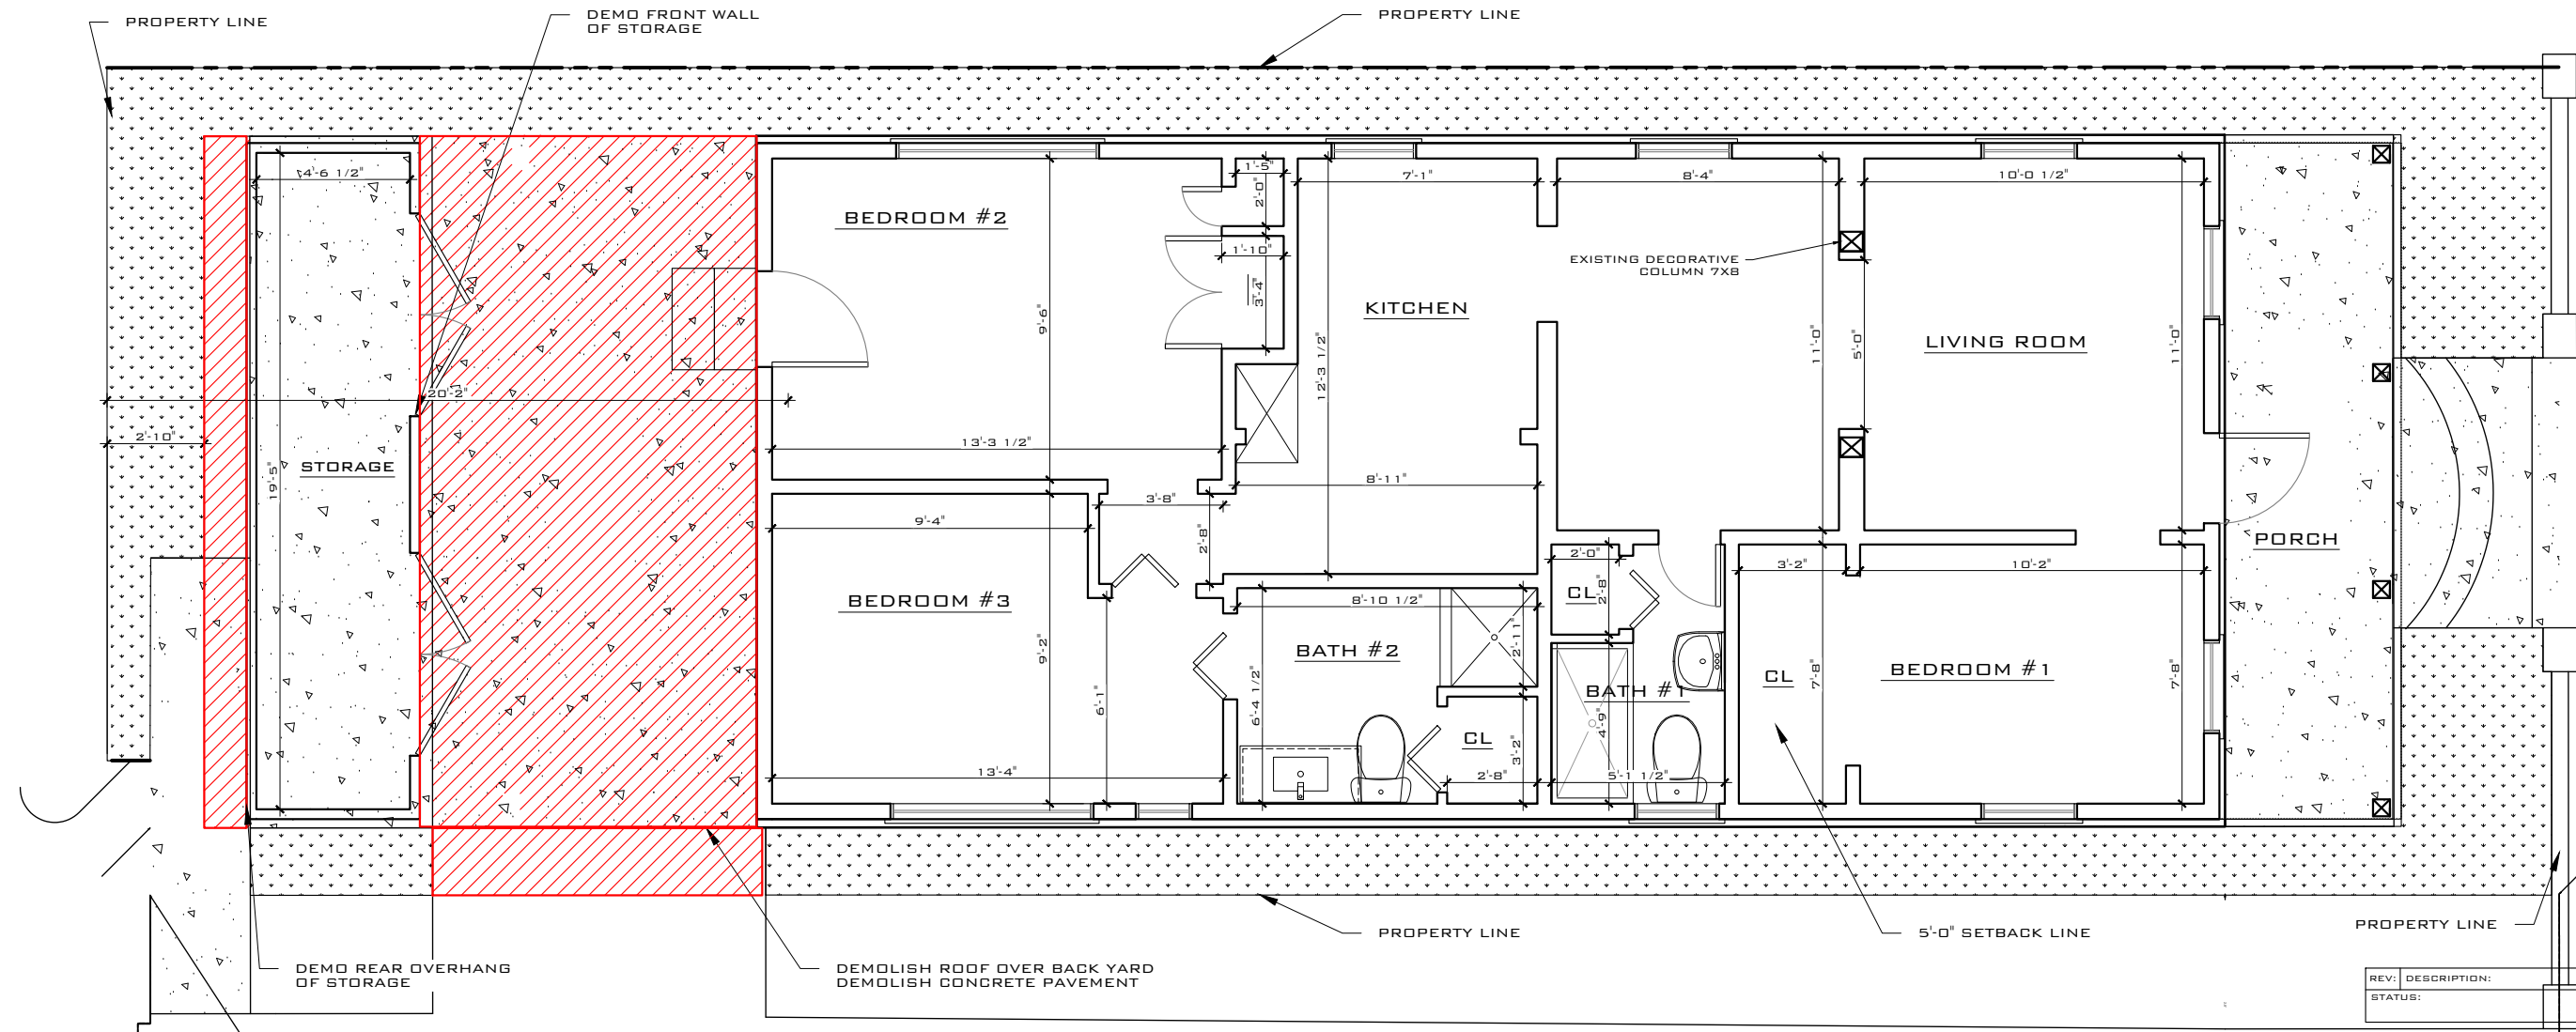 PROPERTY LINE
DEMO FRONT WALL
OF STORAGE
PROPERTY LINE
4'-6 1/2"
BEDROOM #2
1'-5"
2'-0"
1'-10"
3'-4"
7'-1"
8'-4"
10'-0 1/2"
EXISTING DECORATIVE
COLUMN 7X8
KITCHEN
LIVING ROOM
9'-6"
12'-3 1/2"
11'-0"
5'-0"
11'-0"
20'-2"
2'-10"
13'-3 1/2"
STORAGE
19'-5"
8'-11"
3'-8"
9'-4"
2'-8"
PORCH
2'-0"
3'-2"
10'-2"
BEDROOM #3
8'-10 1/2"
CL
2'-8"
9'-2"
BATH #2
2'-11"
BATH #1
CL
7'-8"
BEDROOM #1
7'-8"
6'-1"
6'-4 1/2"
CL
3'-2"
4'-9"
13'-4"
2'-8"
5'-1 1/2"
PROPERTY LINE
5'-0" SETBACK LINE
PROPERTY LINE
DEMO REAR OVERHANG
OF STORAGE
DEMOLISH ROOF OVER BACK YARD
DEMOLISH CONCRETE PAVEMENT
REV: DESCRIPTION:
STATUS: